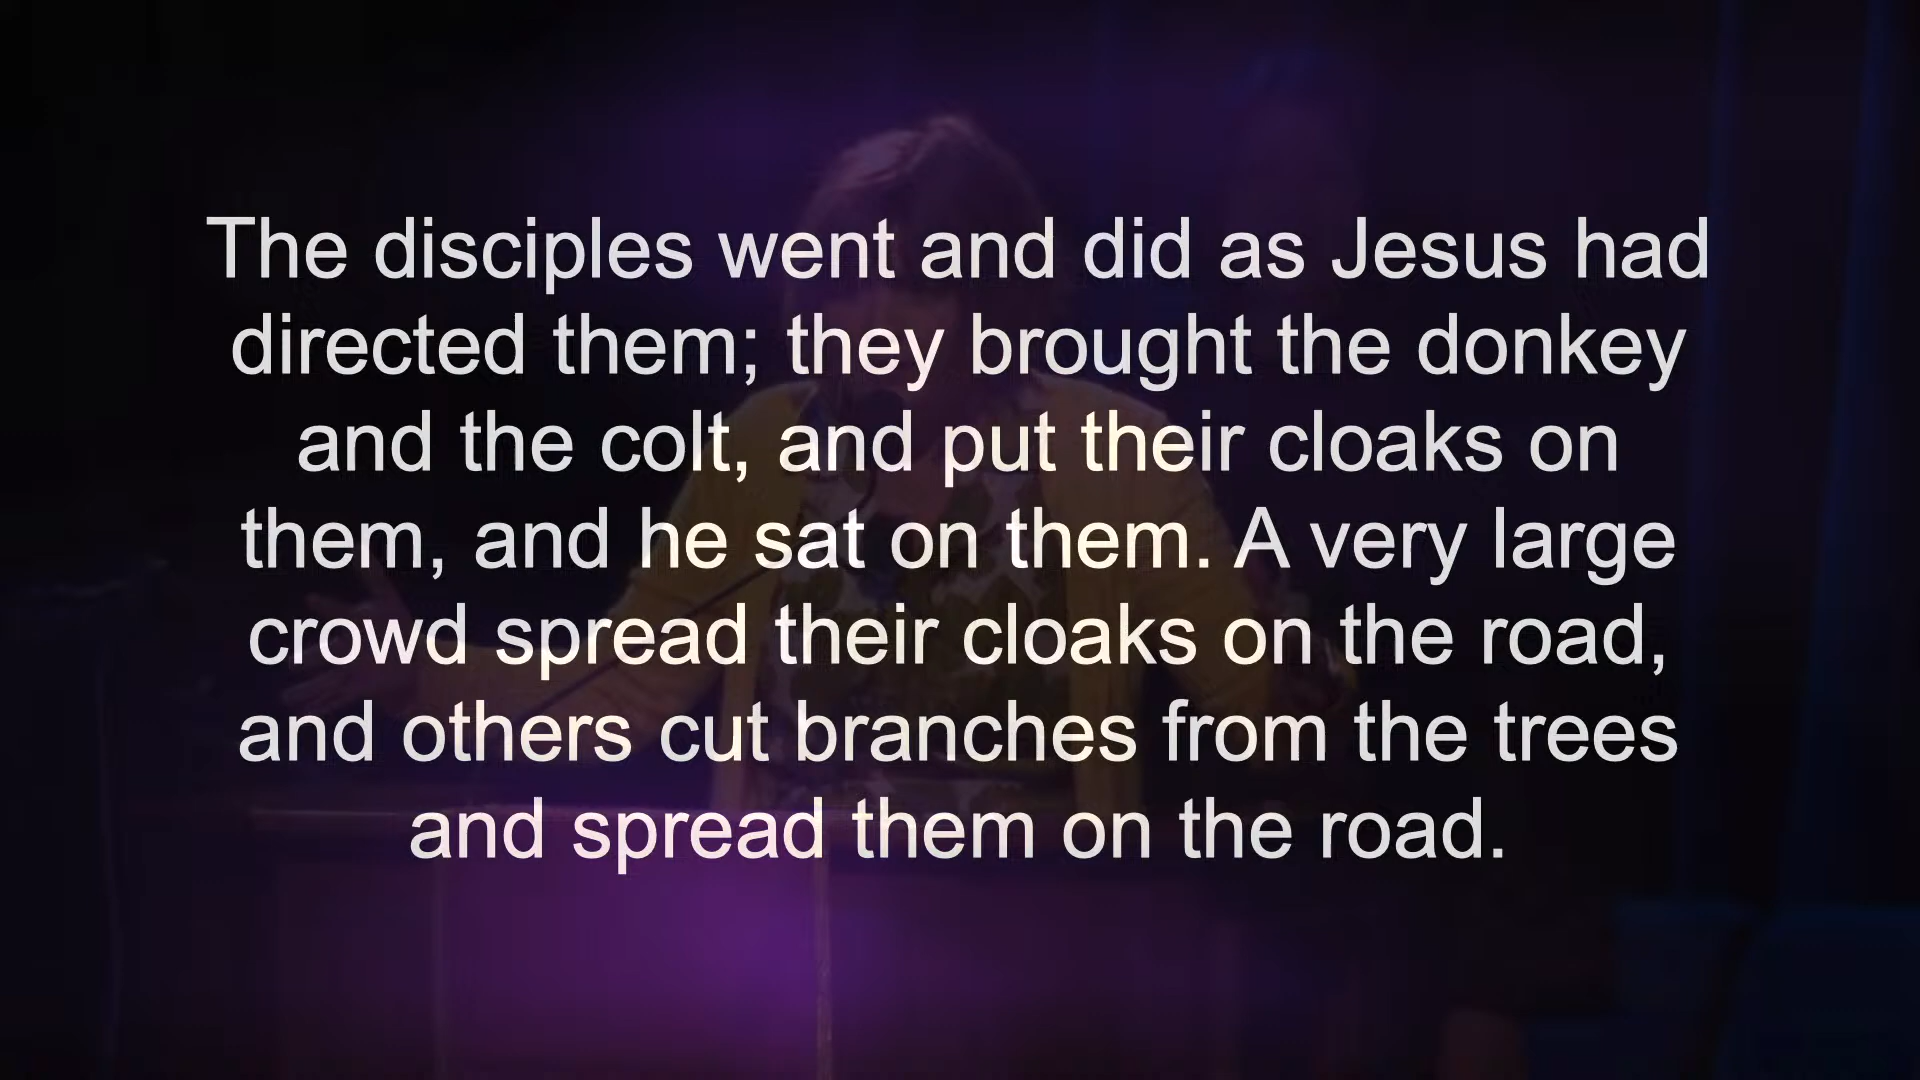 The disciples went and did as Jesus had
directed them; they brought the donkey
and the colt, and put their cloaks on
them, and he sat on them. A very large
crowd spread their cloaks on the road,
and others cut branches from the trees
and spread them on the road.